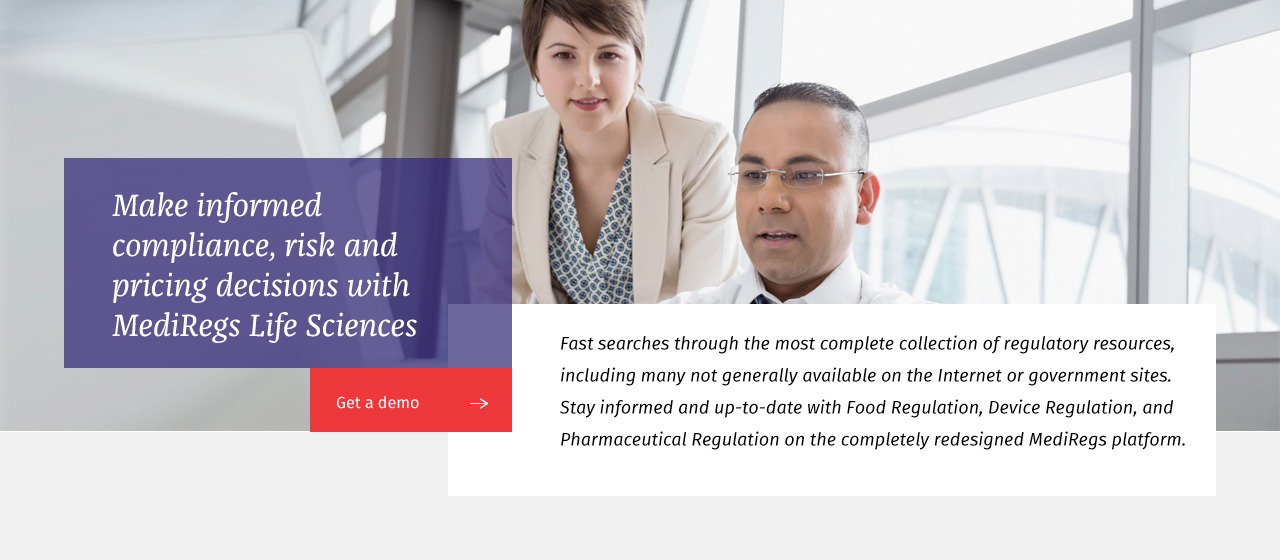 Make informed
compliance, risk and
pricing decisions with
MediRegs Life Sciences
Get a demo
Fast searches through the most complete collection of regulatory resources,
including many not generally available on the Internet or government sites.
Stay informed and up-to-date with Food Regulation, Device Regulation, and
Pharmaceutical Regulation on the completely redesigned MediRegs platform.